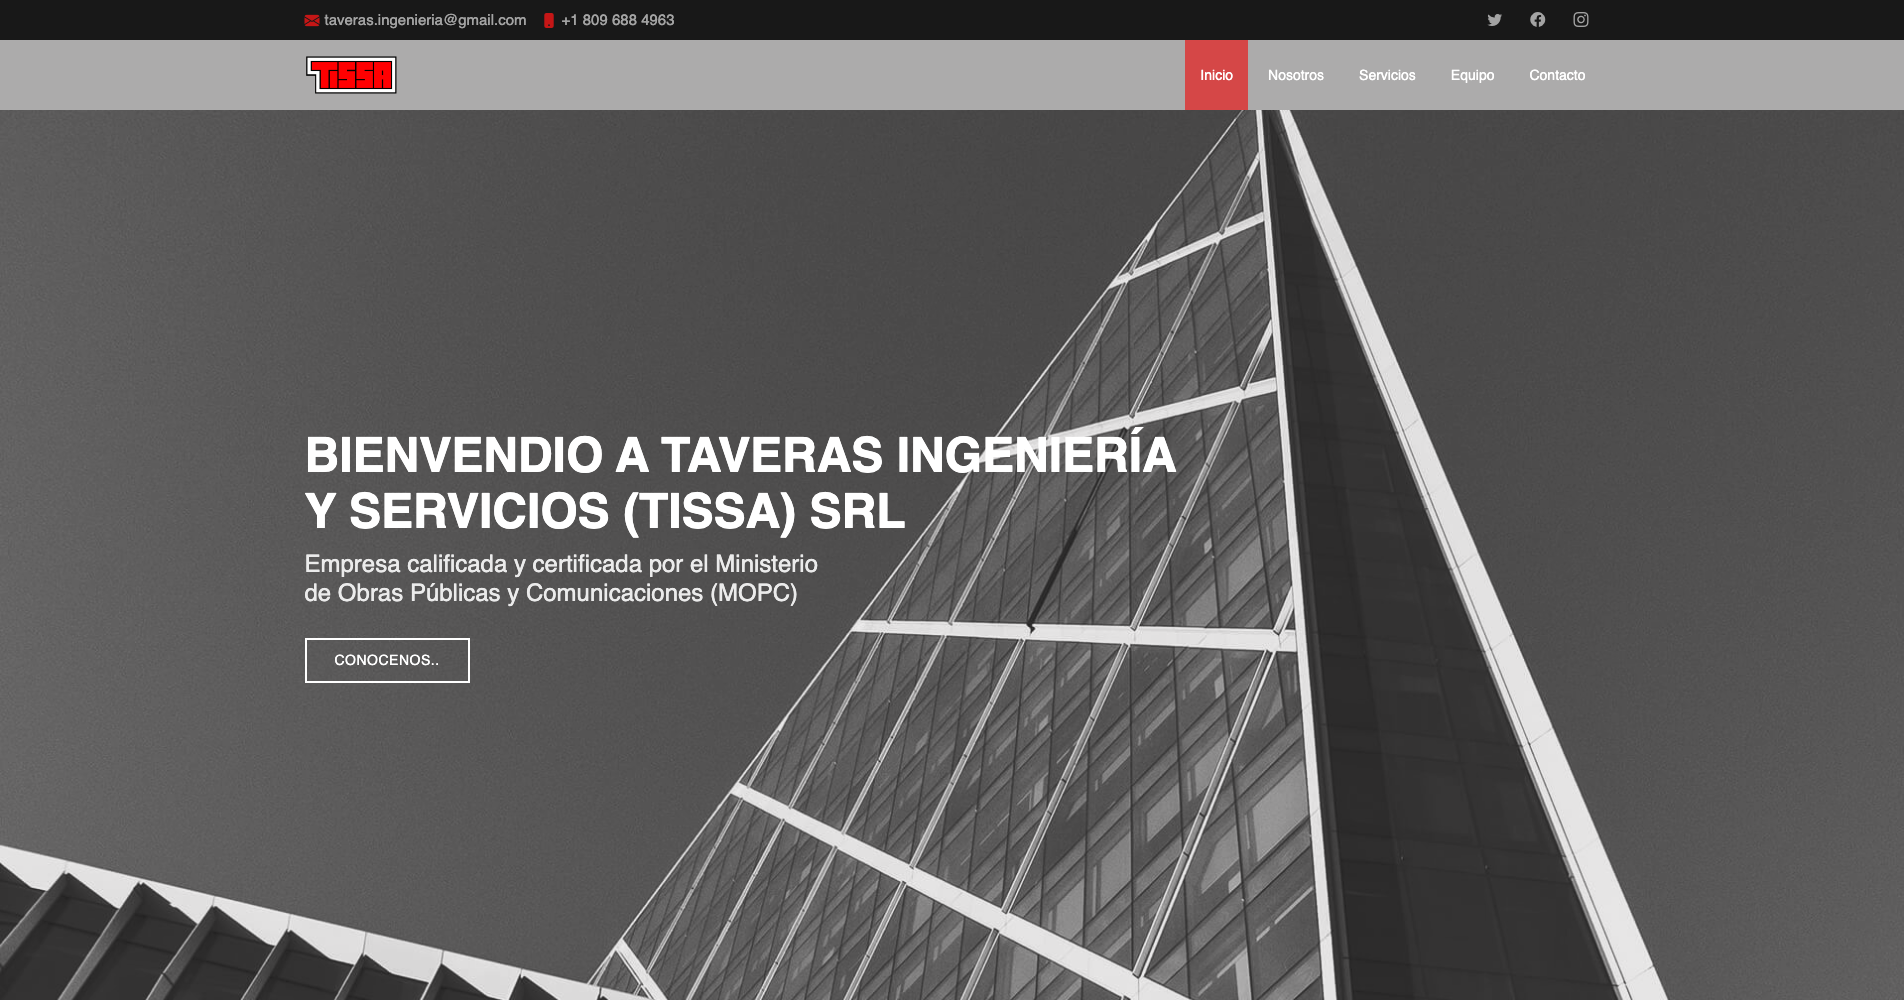 taveras.ingenieria@gmail.com +1 809 688 4963
TISSA
Inicio Nosotros Servicios Equipo Contacto
BIENVENDIO A TAVERAS INGENIERÍA
Y SERVICIOS (TISSA) SRL
Empresa calificada y certificada por el Ministerio
de Obras Públicas y Comunicaciones (MOPC)
CONOCENOS..